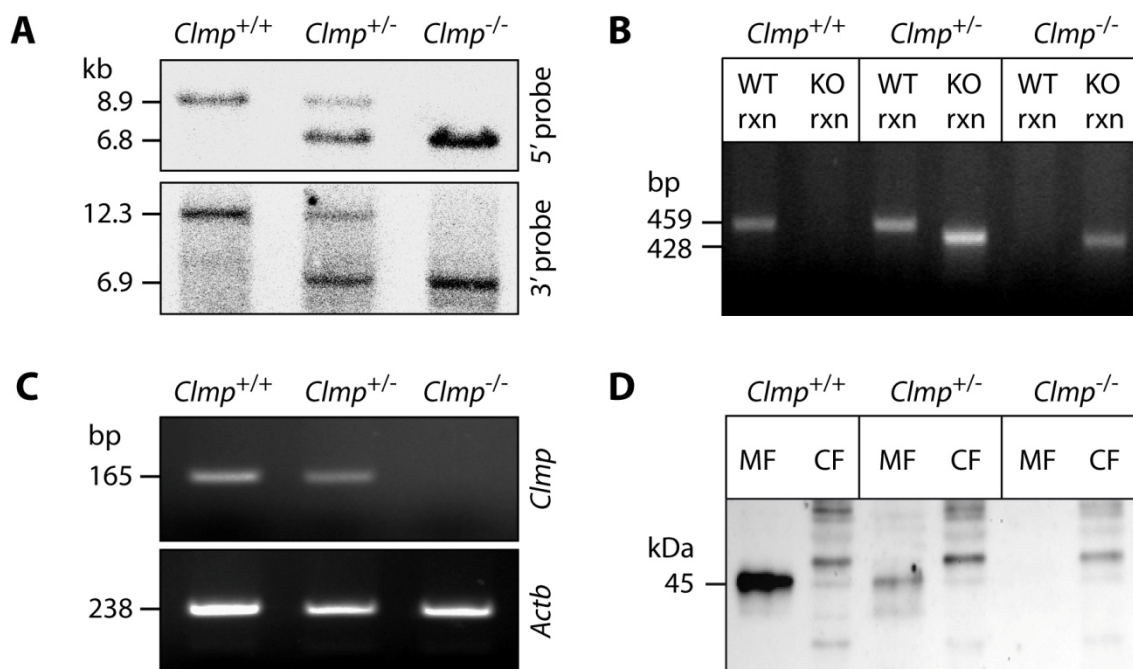 A
Clmp+/+ Clmp+/- Clmp-/-
kb
8.9
6.8
5′ probe
12.3
6.9
3′ probe
B
Clmp+/+ Clmp+/- Clmp-/-
WT KO WT KO WT KO
rxn rxn rxn rxn rxn rxn
bp
459
428
C
Clmp+/+ Clmp+/- Clmp-/-
bp
165
Clmp
238
Actb
D
Clmp+/+ Clmp+/- Clmp-/-
MF CF MF CF MF CF
kDa
45